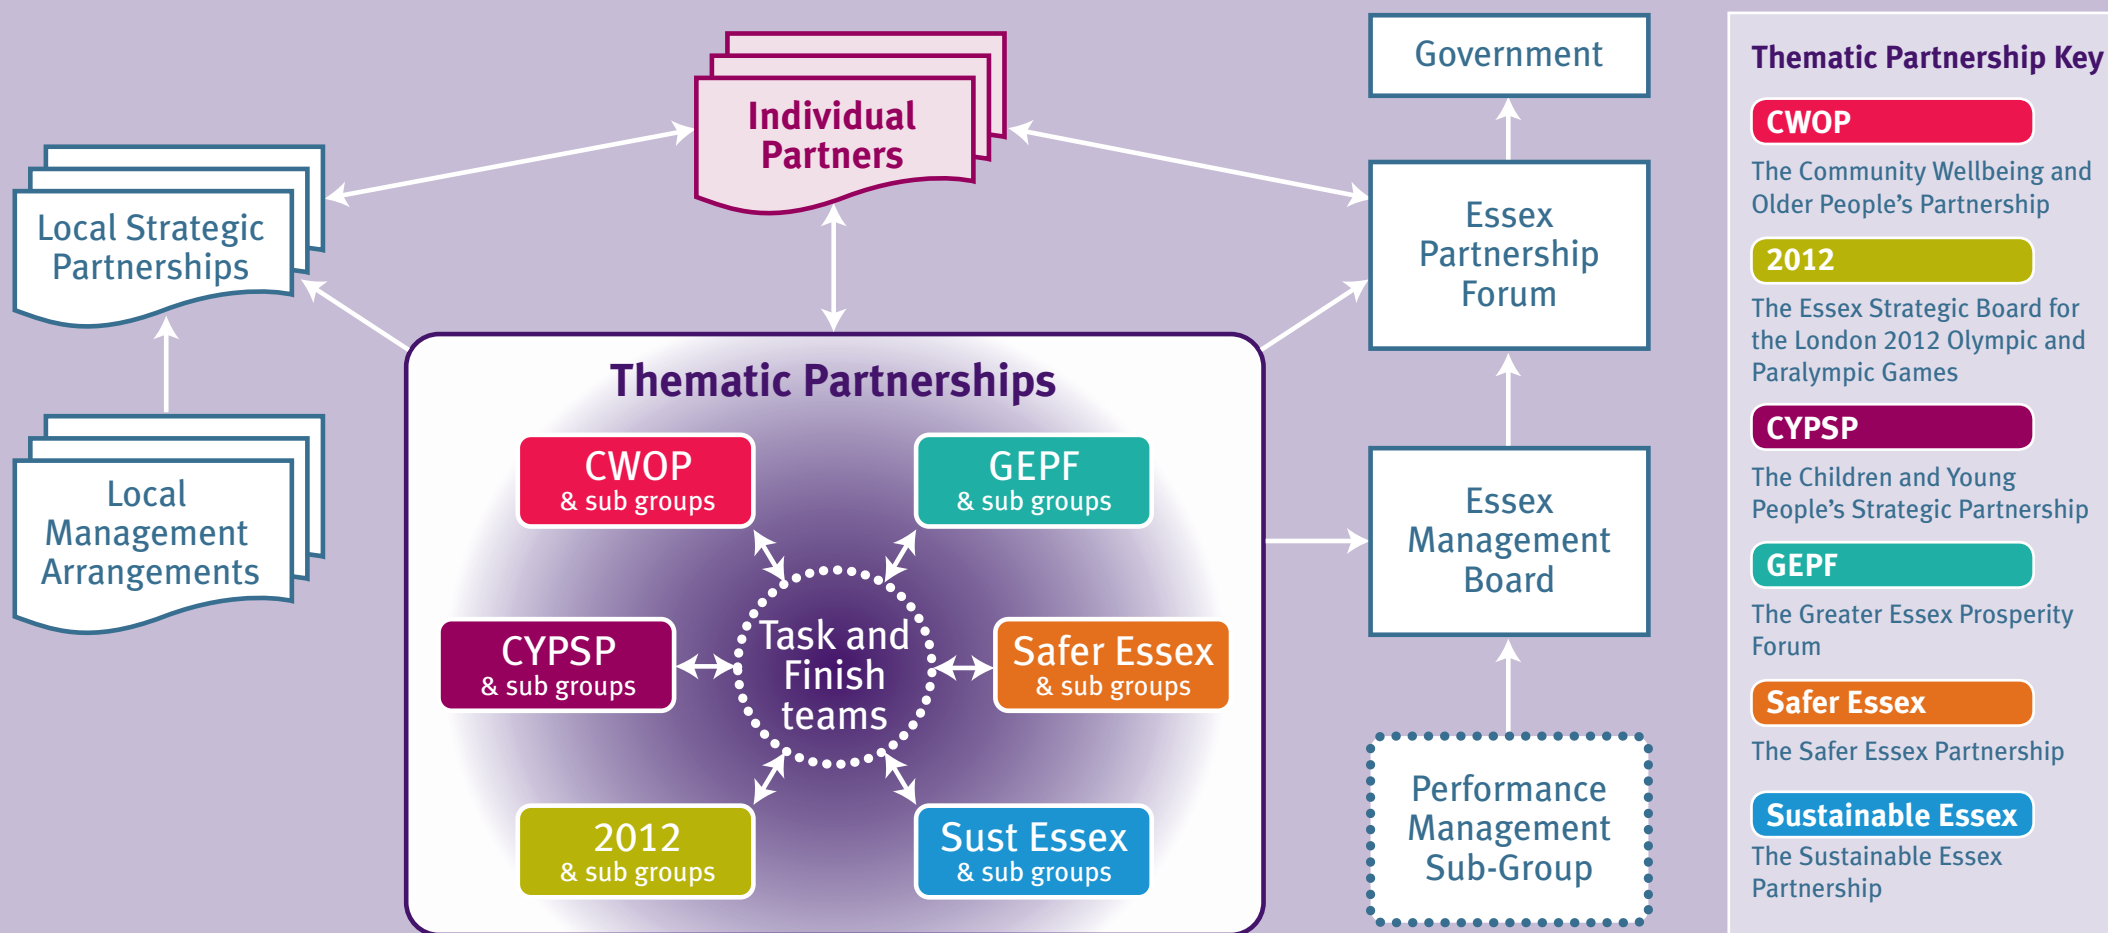 Individual
Partners
Government
Local Strategic
Partnerships
Essex
Partnership
Forum
Local
Management
Arrangements
Thematic Partnerships
CWOP
& sub groups
GEPF
& sub groups
CYPSP
& sub groups
Task and
Finish
teams
Safer Essex
& sub groups
2012
& sub groups
Sust Essex
& sub groups
Essex
Management
Board
Performance
Management
Sub-Group
Thematic Partnership Key
CWOP
The Community Wellbeing and
Older People's Partnership
2012
The Essex Strategic Board for
the London 2012 Olympic and
Paralympic Games
CYPSP
The Children and Young
People's Strategic Partnership
GEPF
The Greater Essex Prosperity
Forum
Safer Essex
The Safer Essex Partnership
Sustainable Essex
The Sustainable Essex
Partnership